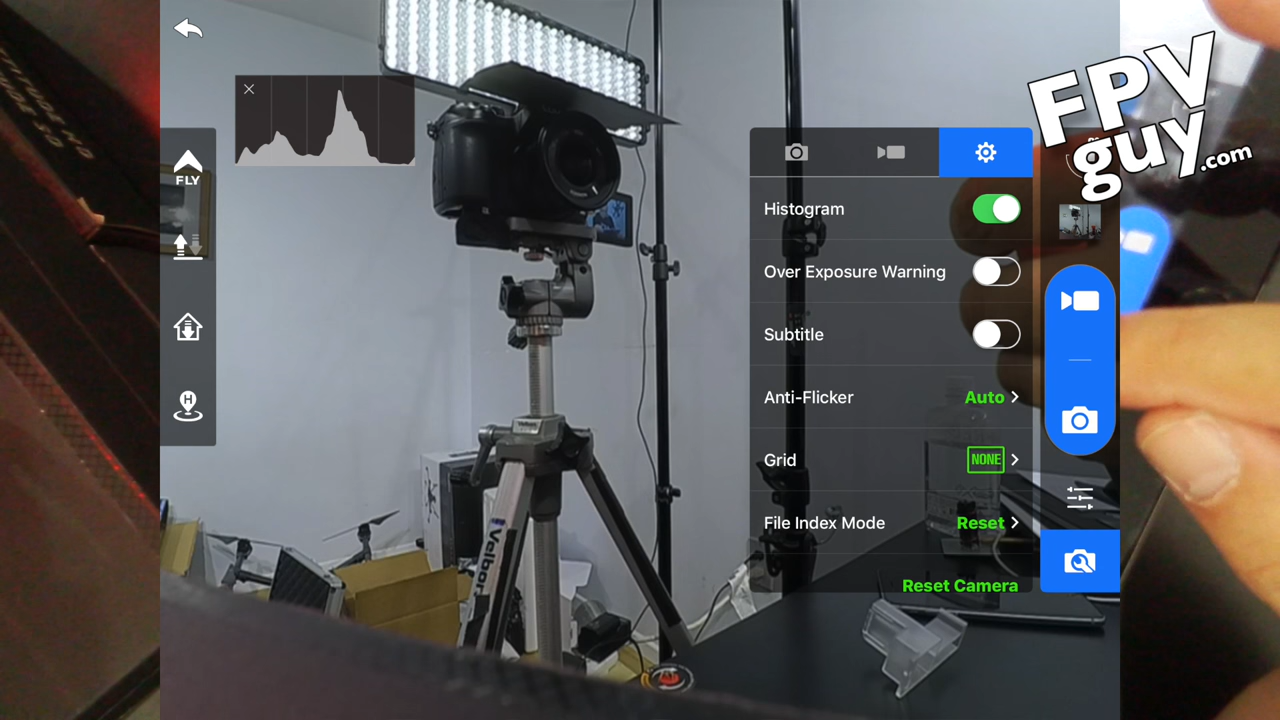 FPV
guy.com
FLY
Histogram
Over Exposure Warning
Subtitle
Anti-Flicker Auto
Grid NONE
File Index Mode Reset
Reset Camera
H
Velbon